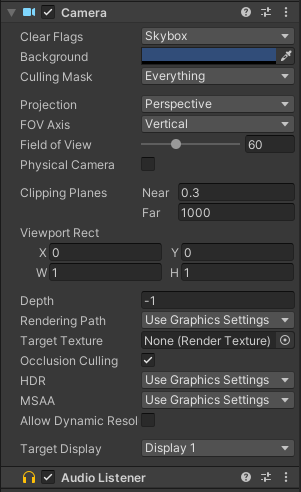 Camera
Clear Flags Skybox
Background
Culling Mask Everything
Projection Perspective
FOV Axis Vertical
Field of View 60
Physical Camera
Clipping Planes Near 0.3
Far 1000
Viewport Rect
X 0 Y 0
W 1 H 1
Depth -1
Rendering Path Use Graphics Settings
Target Texture None (Render Texture)
Occlusion Culling
HDR Use Graphics Settings
MSAA Use Graphics Settings
Allow Dynamic Resol
Target Display Display 1
Audio Listener